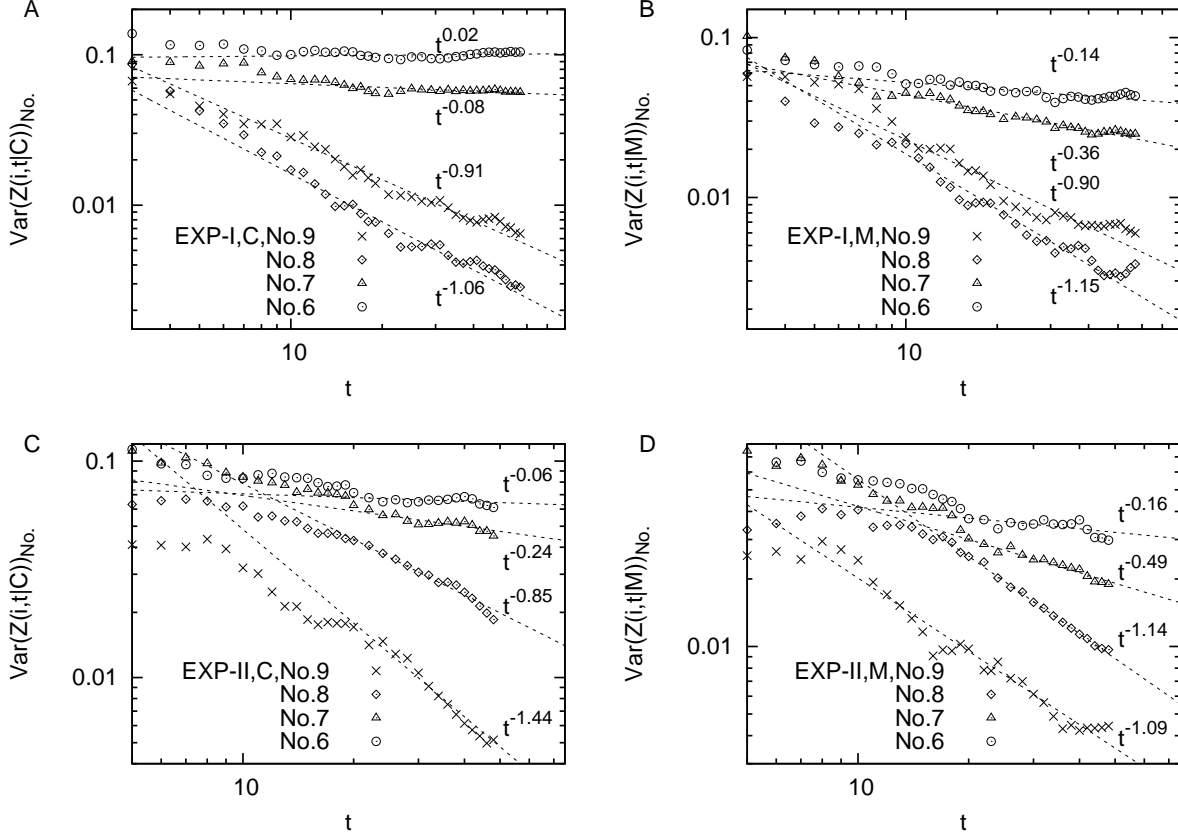 A
Var(Z(i,t|C))No.
0.1
0.01
10
t
t^0.02
t^-0.08
t^-0.91
t^-1.06
EXP-I,C,No.9
No.8
No.7
No.6
B
Var(Z(i,t|M))No.
0.1
0.01
10
t
t^-0.14
t^-0.36
t^-0.90
t^-1.15
EXP-I,M,No.9
No.8
No.7
No.6
C
Var(Z(i,t|C))No.
0.1
0.01
10
t
t^-0.06
t^-0.24
t^-0.85
t^-1.44
EXP-II,C,No.9
No.8
No.7
No.6
D
Var(Z(i,t|M))No.
0.01
10
t
t^-0.16
t^-0.49
t^-1.14
t^-1.09
EXP-II,M,No.9
No.8
No.7
No.6